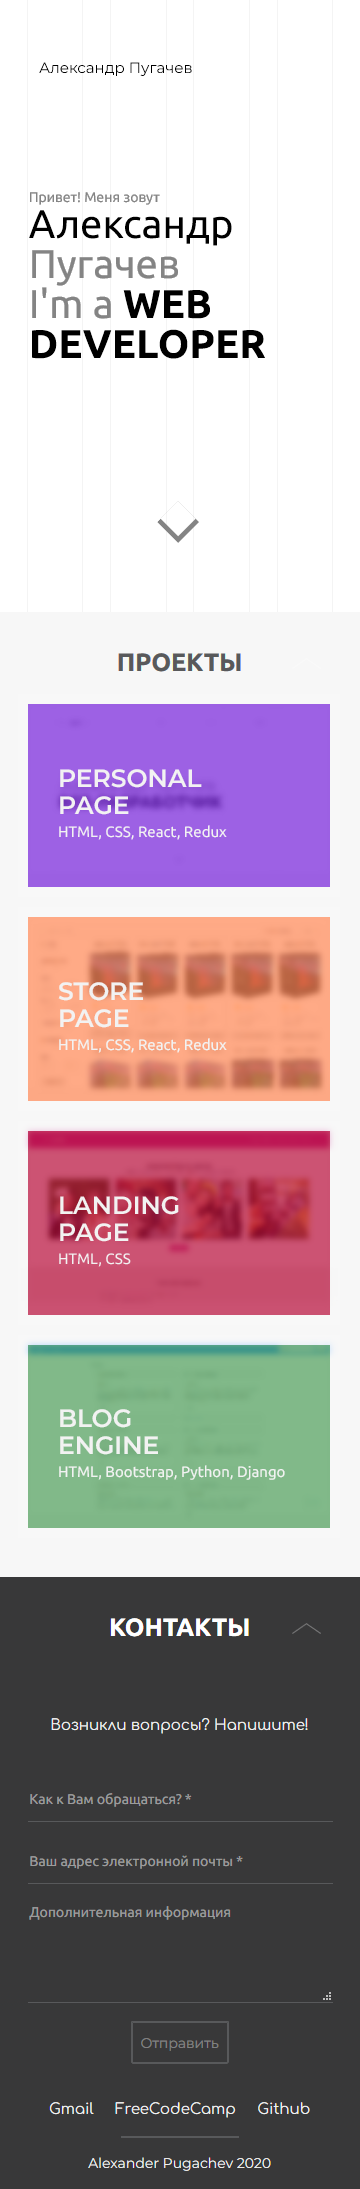 Александр Пугачев
Привет! Меня зовут
Александр
Пугачев
I'm a WEB
DEVELOPER
ПРОЕКТЫ
PERSONAL
PAGE
HTML, CSS, React, Redux
STORE
PAGE
HTML, CSS, React, Redux
LANDING
PAGE
HTML, CSS
BLOG
ENGINE
HTML, Bootstrap, Python, Django
КОНТАКТЫ
Возникли вопросы? Напишите!
Как к Вам обращаться? *
Ваш адрес электронной почты *
Дополнительная информация
Отправить
Gmail FreeCodeCamp Github
Alexander Pugachev 2020